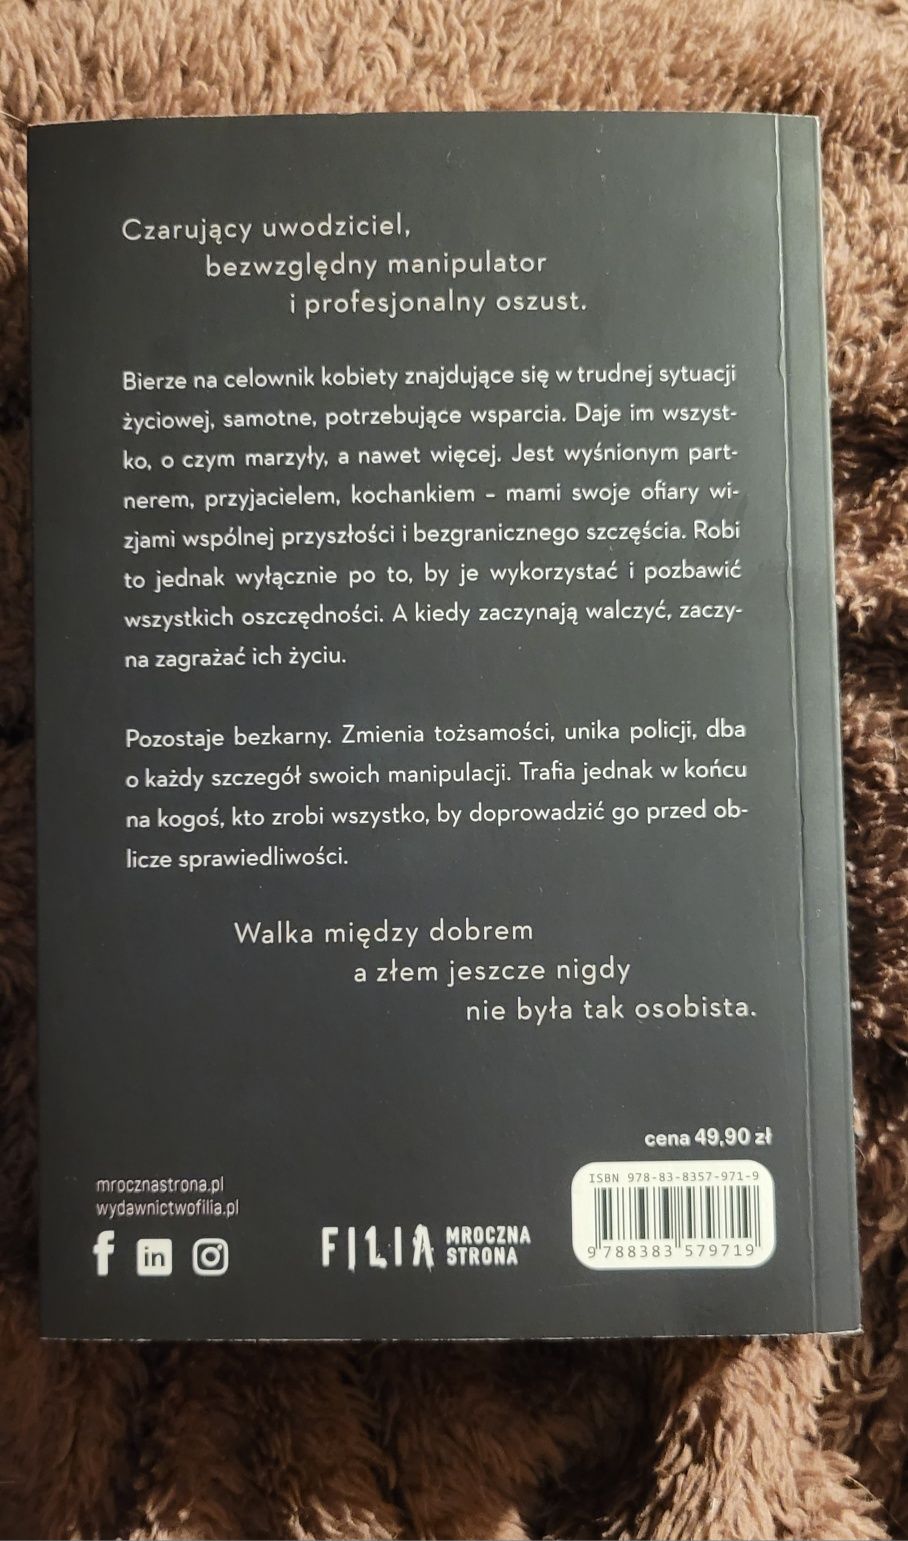 Czarujący uwodziciel,
bezwzględny manipulator
i profesjonalny oszust.
Bierze na celownik kobiety znajdujące się w trudnej sytuacji
życiowej, samotne, potrzebujące wsparcia. Daje im wszyst-
ko, o czym marzyły, a nawet więcej. Jest wyśnionym part-
nerem, przyjacielem, kochankiem – mami swoje ofiary wi-
zjami wspólnej przyszłości i bezgranicznego szczęścia. Robi
to jednak wyłącznie po to, by je wykorzystać i pozbawić
wszystkich oszczędności. A kiedy zaczynają walczyć, zaczy-
na zagrażać ich życiu.
Pozostaje bezkarny. Zmienia tożsamości, unika policji, dba
o każdy szczegół swoich manipulacji. Trafia jednak w końcu
na kogoś, kto zrobi wszystko, by doprowadzić go przed ob-
licze sprawiedliwości.
Walka między dobrem
a złem jeszcze nigdy
nie była tak osobista.
cena 49,90 zł
ISBN 978-83-8357-971-9
9 788383 579719
mrocznastrona.pl
wydawnictwofilia.pl
f in
FILIA MROCZNA
STRONA